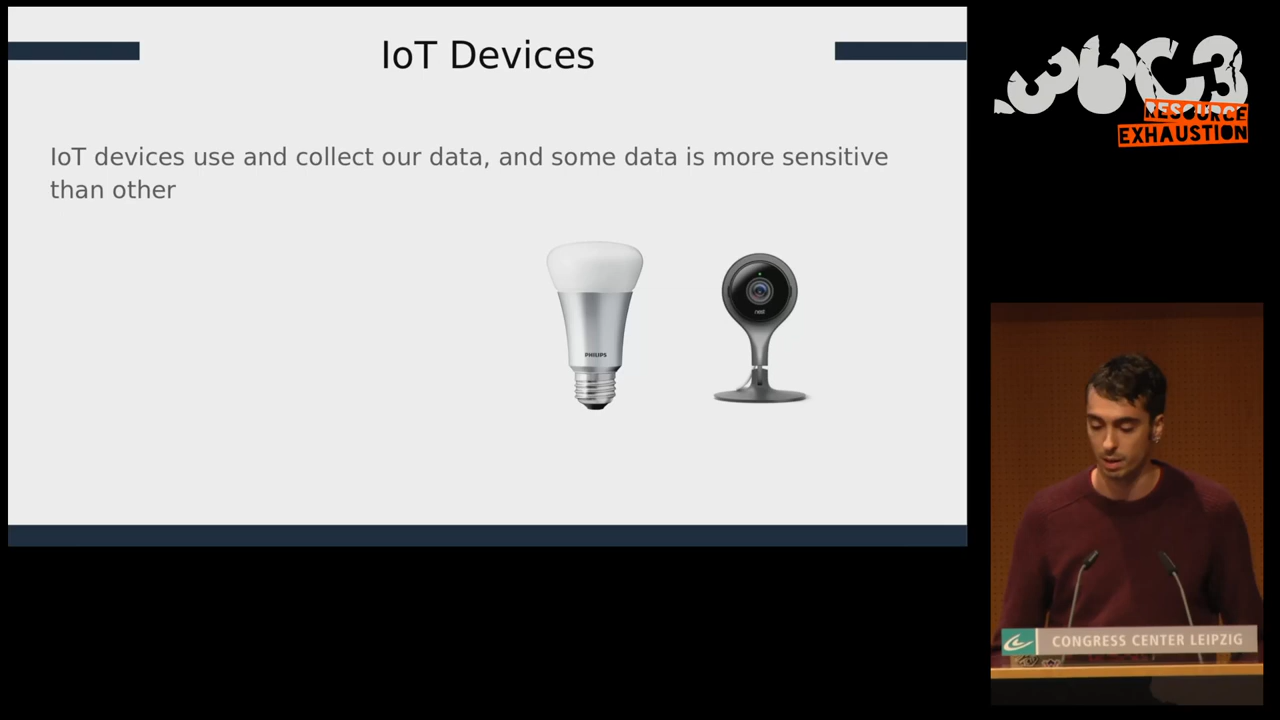 IoT Devices
IoT devices use and collect our data, and some data is more sensitive
than other
PHILIPS
nest
36C3
RESOURCE
EXHAUSTION
CONGRESS CENTER LEIPZIG